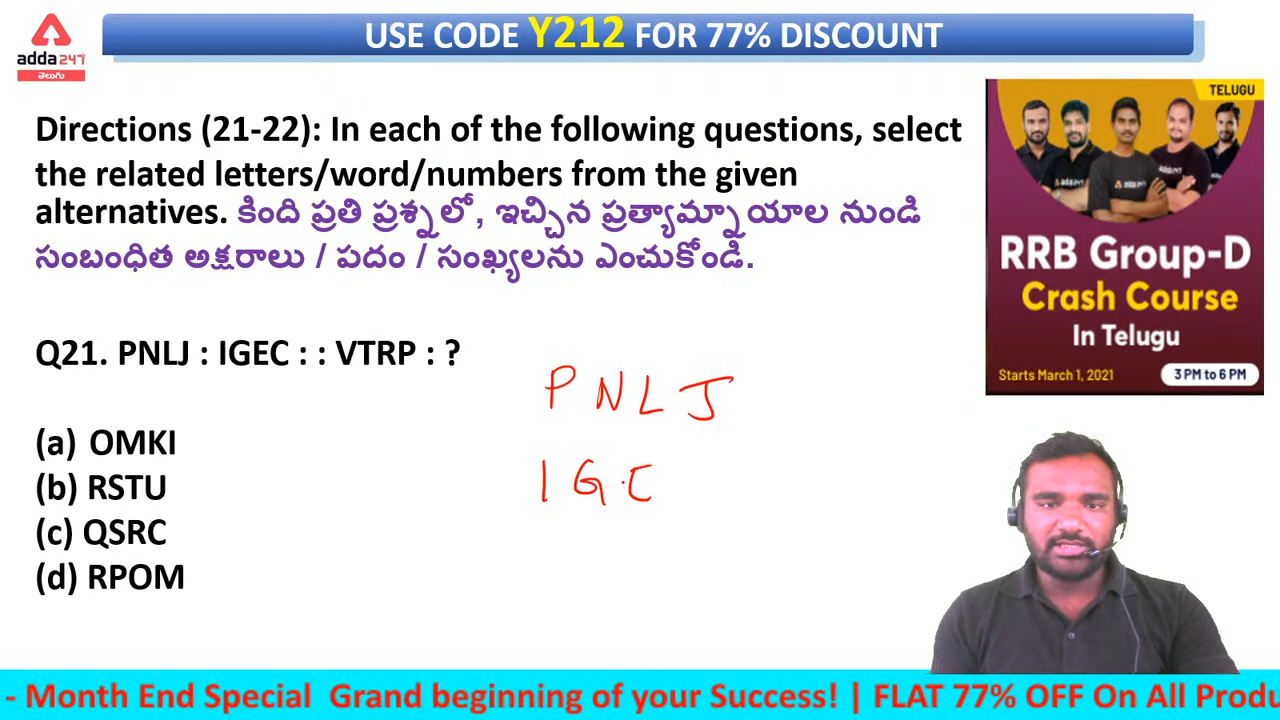 USE CODE Y212 FOR 77% DISCOUNT
adda247
తెలుగు
Directions (21-22): In each of the following questions, select
the related letters/word/numbers from the given
alternatives. కింది ప్రతి ప్రశ్నలో, ఇచ్చిన ప్రత్యామ్నాయాల నుండి
సంబంధిత అక్షరాలు / పదం / సంఖ్యలను ఎంచుకోండి.
TELUGU
RRB Group-D
Crash Course
In Telugu
Starts March 1, 2021
3 PM to 6 PM
Q21. PNLJ : IGEC : : VTRP : ?
P N L J
I G
(a) OMKI
(b) RSTU
(c) QSRC
(d) RPOM
- Month End Special Grand beginning of your Success! | FLAT 77% OFF On All Produ